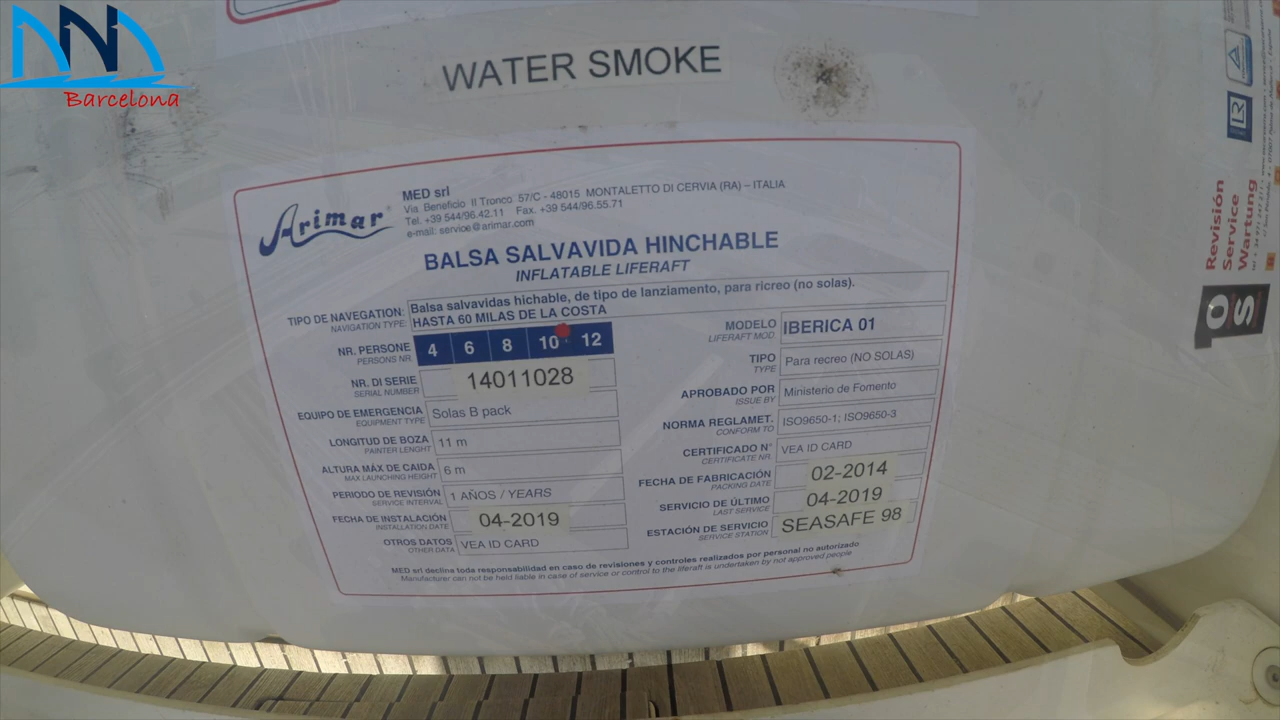 Barcelona
WATER SMOKE
Arimar
MED srl
Via Beneficio II Tronco 57/C - 48015 MONTALETTO DI CERVIA (RA) – ITALIA
Tel. +39 544/96.42.11 Fax. +39 544/96.55.71
e-mail: service@arimar.com
BALSA SALVAVIDA HINCHABLE
INFLATABLE LIFERAFT
TIPO DE NAVEGATION: Balsa salvavidas hichable, de tipo de lanziamento, para ricreo (no solas).
NAVIGATION TYPE: HASTA 60 MILAS DE LA COSTA
NR. PERSONE 4 6 8 10 12
PERSONS NR.
NR. DI SERIE 14011028
SERIAL NUMBER
EQUIPO DE EMERGENCIA Solas B pack
EQUIPMENT TYPE
LONGITUD DE BOZA 11 m
PAINTER LENGHT
ALTURA MÁX DE CAIDA 6 m
MAX LAUNCHING HEIGHT
PERIODO DE REVISIÓN 1 AÑOS / YEARS
SERVICE INTERVAL
FECHA DE INSTALACIÓN 04-2019
INSTALLATION DATE
OTROS DATOS VEA ID CARD
OTHER DATA
MODELO IBERICA 01
LIFERAFT MOD.
TIPO Para recreo (NO SOLAS)
TYPE
APROBADO POR Ministerio de Fomento
ISSUE BY
NORMA REGLAMET. ISO9650-1; ISO9650-3
CONFORM TO
CERTIFICADO N° VEA ID CARD
CERTIFICATE NR.
FECHA DE FABRICACIÓN 02-2014
PACKING DATE
SERVICIO DE ÚLTIMO 04-2019
LAST SERVICE
ESTACIÓN DE SERVICIO SEASAFE 98
SERVICE STATION
MED srl declina toda responsabilidad en caso de revisiones y controles realizados por personal no autorizado
Manufacturer can not be held liable in case of service or control to the liferaft is undertaken by not approved people
Revisión
Service
Wartung
LR